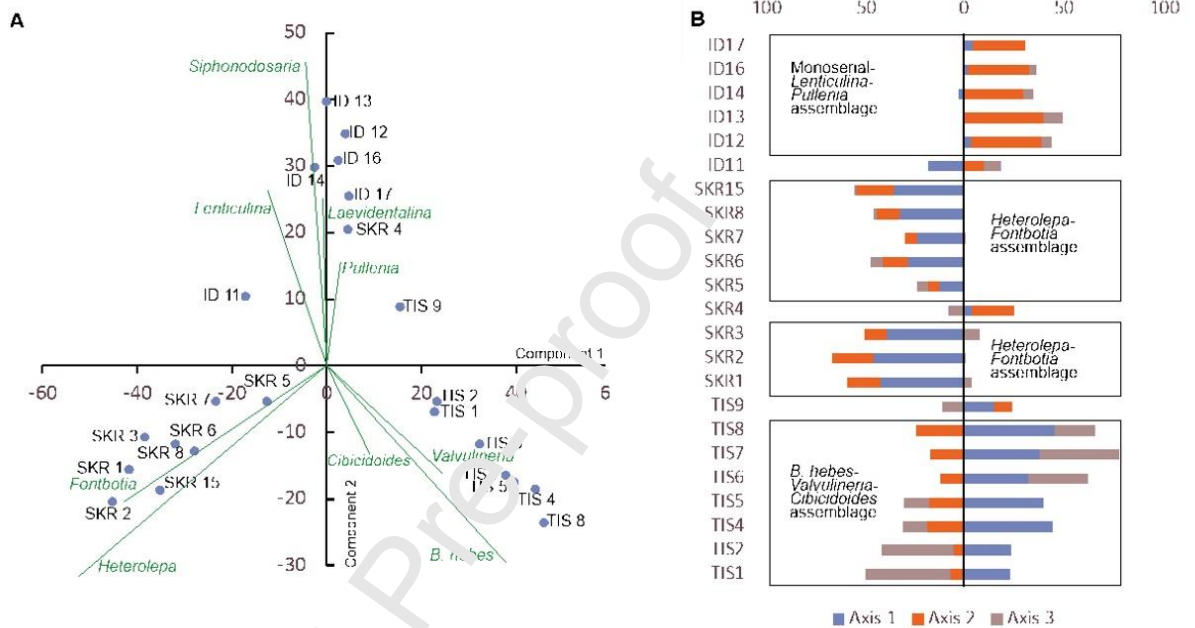 A
50
Siphonodosaria
40
ID 13
ID 12
30
ID 16
ID 14
ID 17
Lenticulina
Laevidentalina
20
SKR 4
Pullenia
ID 11
10
TIS 9
Component 1
0
-60
-40
-20
0
20
40
6
SKR 5
SKR 7
TIS 2
TIS 1
SKR 3
SKR 6
-10
SKR 8
Valvulineria
Cibicidoides
SKR 1
Fontbotia
SKR 15
TIS 4
-20
SKR 2
TIS 8
Component 2
B. hebes
-30
Heterolepa
Pre-proof
B
100
50
0
50
100
ID17
ID16
ID14
ID13
ID12
ID11
SKR15
SKR8
SKR7
SKR6
SKR5
SKR4
SKR3
SKR2
SKR1
TIS9
TIS8
TIS7
TIS6
TIS5
TIS4
TIS2
TIS1
Monoserial-
Lenticulina-
Pullenia
assemblage
Heterolepa-
Fontbotia
assemblage
Heterolepa-
Fontbotia
assemblage
B. hebes-
Valvulineria-
Cibicidoides
assemblage
Axis 1
Axis 2
Axis 3